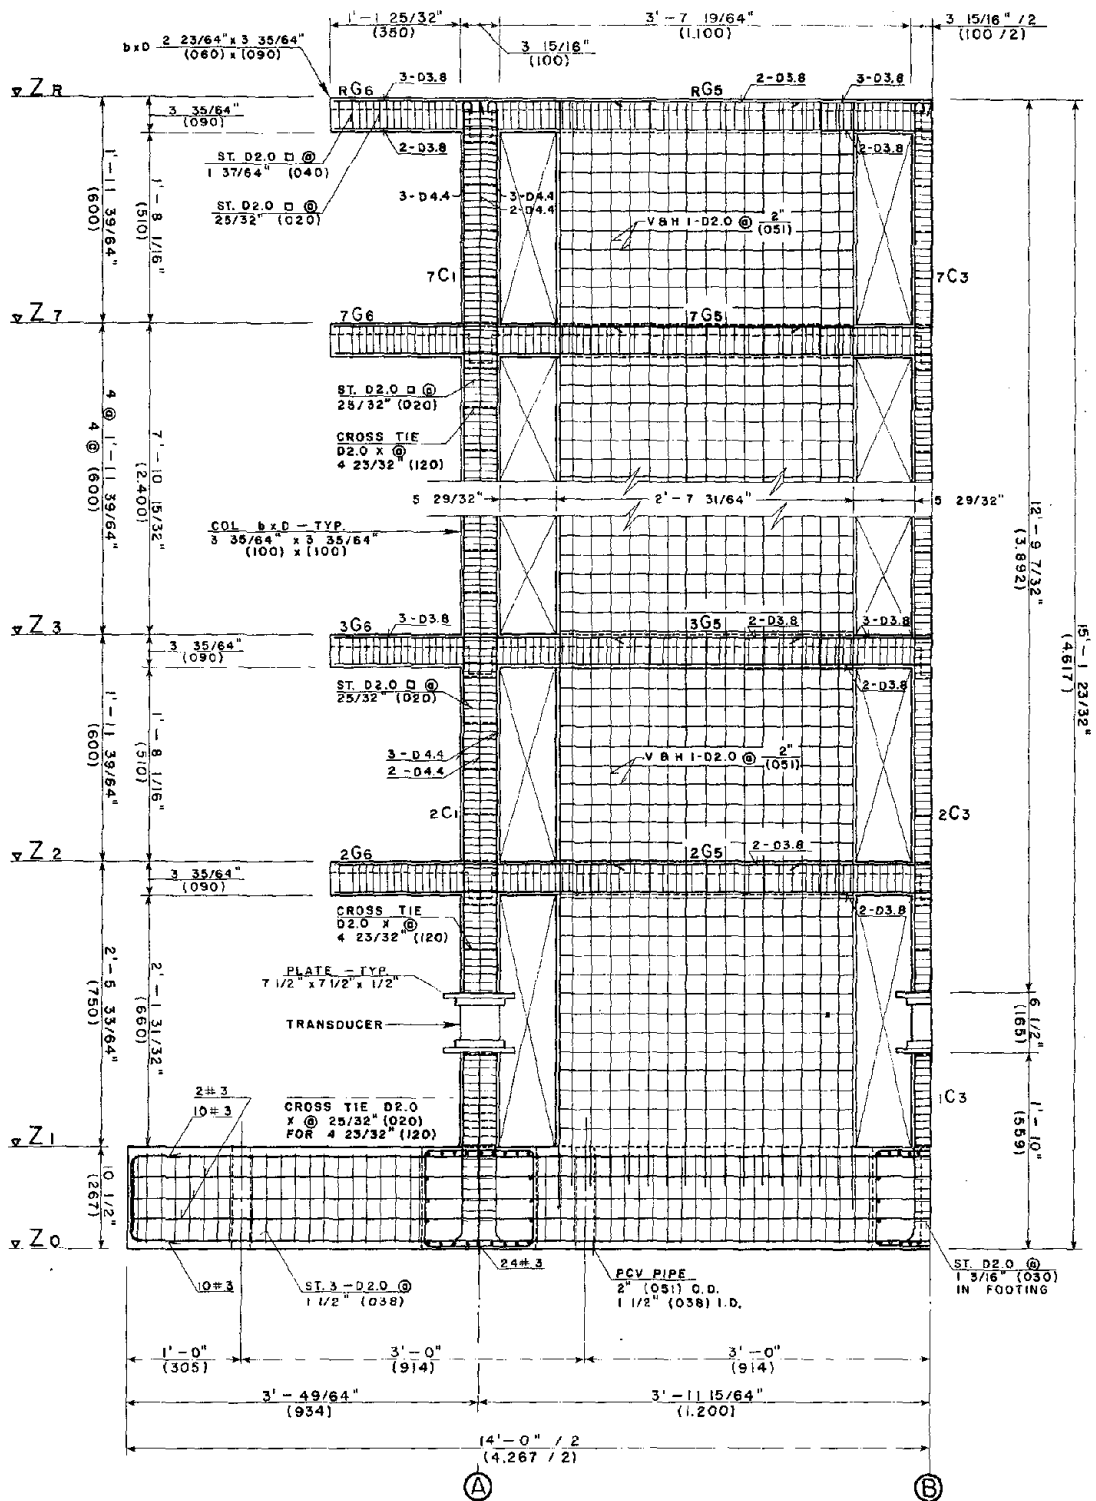 1'-1 25/32"
(350)
3 15/16"
(100)
3'-7 19/64"
(1.100)
3 15/16" /2
(100 /2)
bxD 2 23/64" x 3 35/64"
(060) x (090)
Z R
RG6
3-D3.8
RG5
2-D3.8
3-D3.8
3 35/64"
(090)
2-D3.8
2-D3.8
ST. D2.0 □ @
1 37/64" (040)
ST. D2.0 □ @
25/32" (020)
3-D4.4
3-D4.4
2-D4.4
V & H 1-D2.0 @ 2"
(051)
1'-11 39/64"
(600)
1'-8 1/16"
(510)
7C1
7C3
Z 7
7G6
7G5
ST. D2.0 □ @
25/32" (020)
CROSS TIE
D2.0 X @
4 23/32" (120)
4 @ 1'-11 39/64"
4 @ (600)
7'-10 15/32"
(2.400)
5 29/32"
2'-7 31/64"
5 29/32"
COL bxD - TYP.
3 35/64" x 3 35/64"
(100) x (100)
12'-9 7/32"
(3.892)
15'-1 23/32"
(4.617)
Z 3
3G6
3-D3.8
3G5
2-D3.8
3-D3.8
3 35/64"
(090)
2-D3.8
ST. D2.0 □ @
25/32" (020)
1'-11 39/64"
(600)
1'-8 1/16"
(510)
3-D4.4
2-D4.4
V & H 1-D2.0 @ 2"
(051)
2C1
2C3
Z 2
2G6
2G5
2-D3.8
3 35/64"
(090)
2-D3.8
CROSS TIE
D2.0 X @
4 23/32" (120)
PLATE - TYP.
7 1/2" x 7 1/2" x 1/2"
TRANSDUCER
2'-5 33/64"
(750)
2'-1 31/32"
(660)
6 1/2"
(165)
2#3
10#3
CROSS TIE D2.0
X @ 25/32" (020)
FOR 4 23/32" (120)
1C3
1'-10"
(559)
Z 1
10 1/2"
(267)
Z 0
10#3
ST. 3-D2.0 @
1 1/2" (038)
24#3
PCV PIPE
2" (051) O.D.
1 1/2" (038) I.D.
ST. D2.0 @
1 3/16" (030)
IN FOOTING
1'-0"
(305)
3'-0"
(914)
3'-0"
(914)
3'-49/64"
(934)
3'-11 15/64"
(1.200)
14'-0" / 2
(4.267 / 2)
A
B